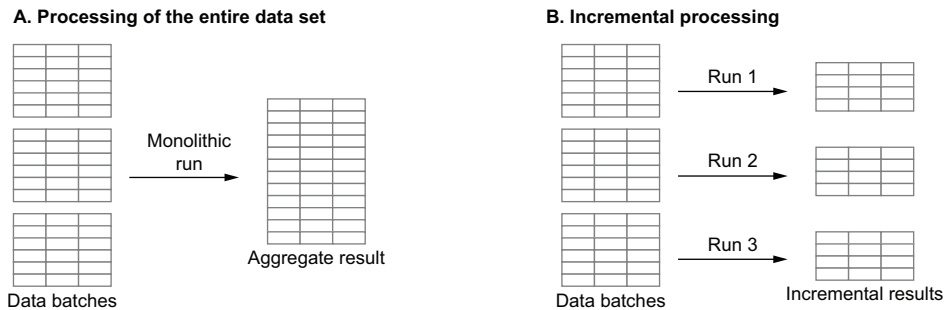 A. Processing of the entire data set
Monolithic
run
Aggregate result
Data batches
B. Incremental processing
Run 1
Run 2
Run 3
Data batches
Incremental results